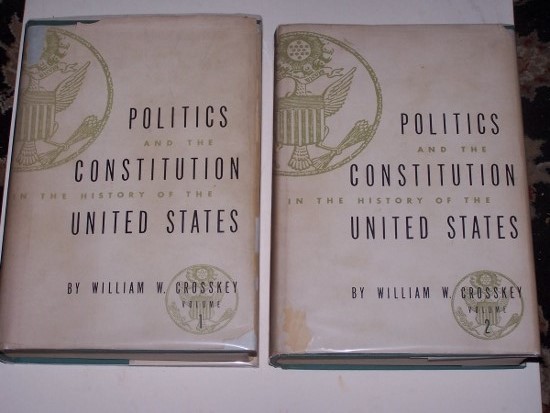 POLITICS
AND THE
CONSTITUTION
IN THE HISTORY OF THE
UNITED STATES
BY WILLIAM W. CROSSKEY
VOLUME
1
POLITICS
AND THE
CONSTITUTION
IN THE HISTORY OF THE
UNITED STATES
BY WILLIAM W. CROSSKEY
VOLUME
2